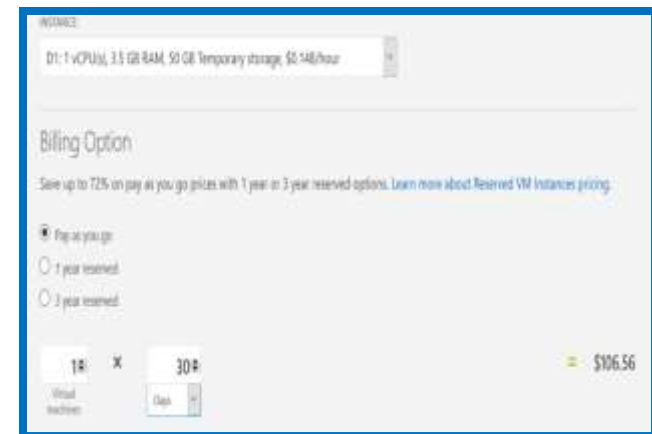 INSTANCE:
D1: 1 vCPU(s), 3.5 GB RAM, 50 GB Temporary storage, $0.148/hour
Billing Option
Save up to 72% on pay as you go prices with 1 year or 3 year reserved options. Learn more about Reserved VM Instances pricing.
Pay as you go
1 year reserved
3 year reserved
1 x 30 = $106.56
Virtual machines Days